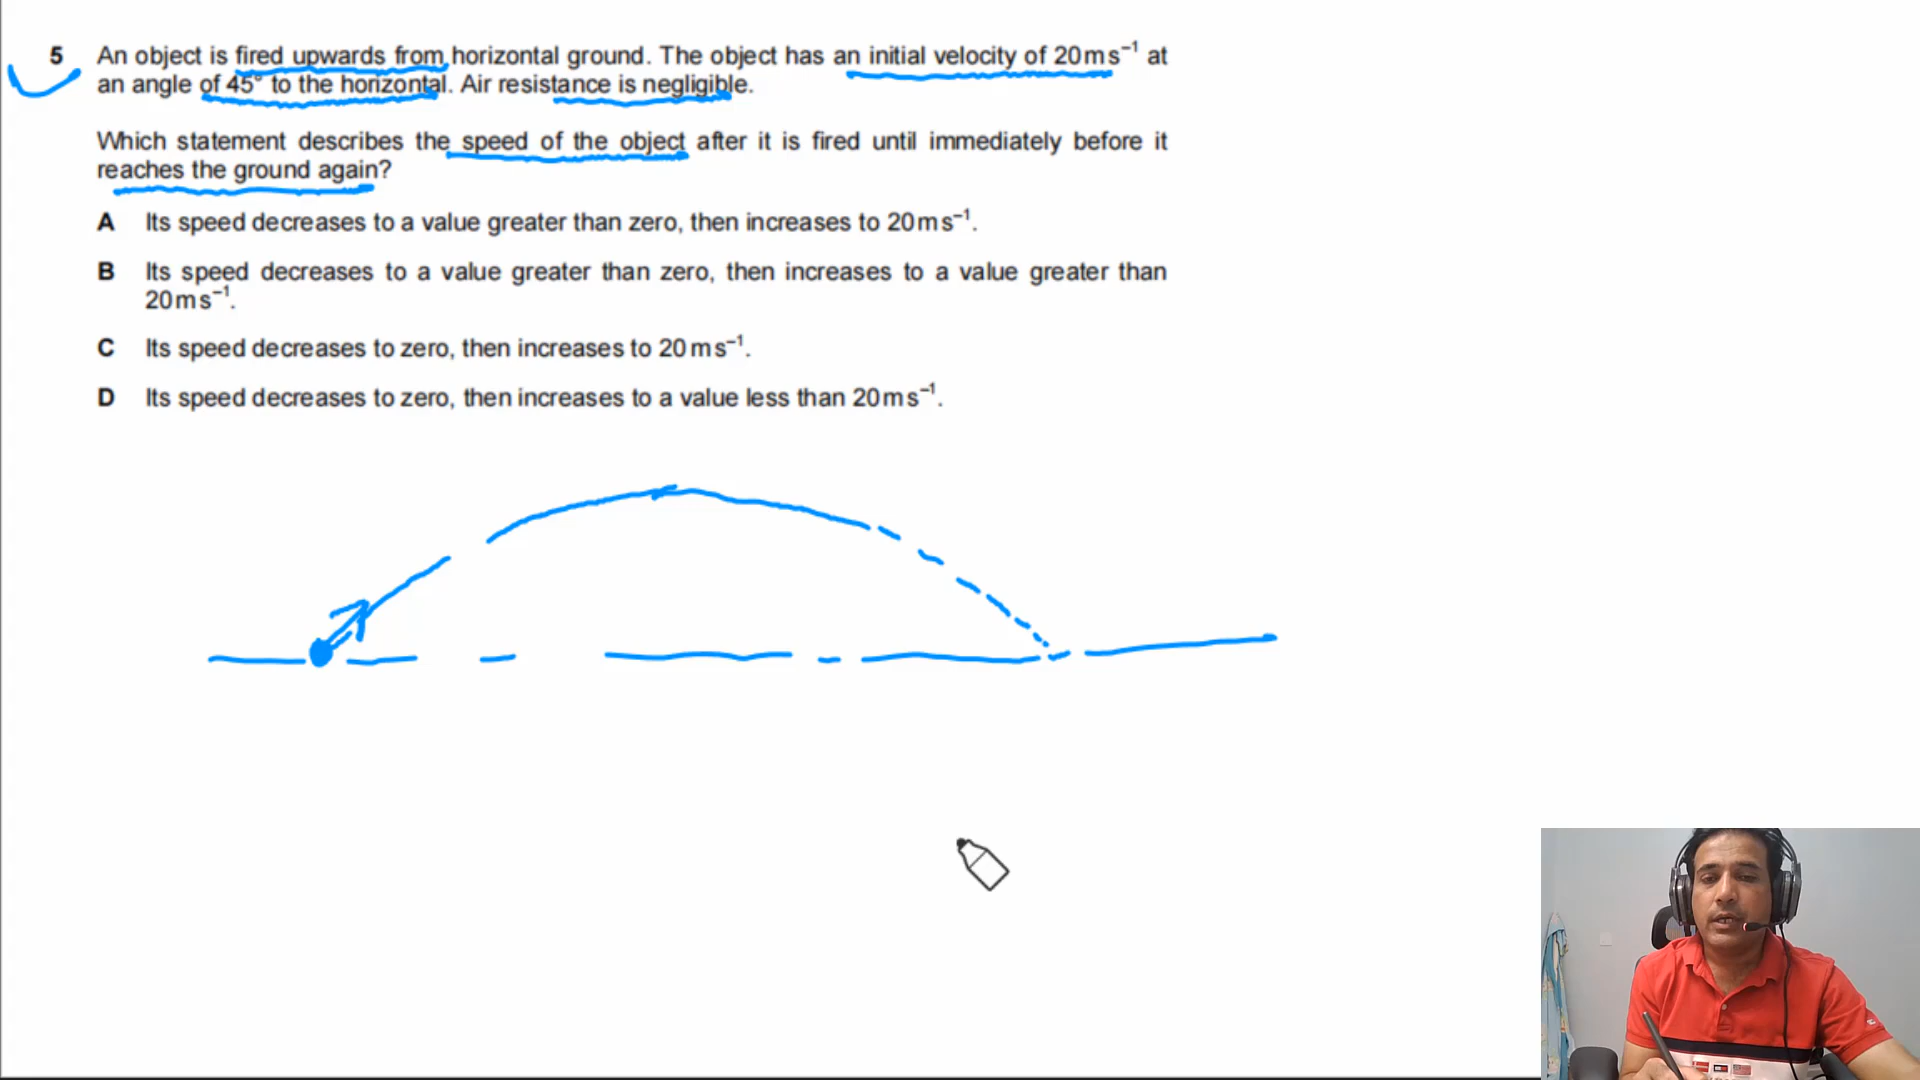 5 An object is fired upwards from horizontal ground. The object has an initial velocity of 20 m s⁻¹ at
an angle of 45° to the horizontal. Air resistance is negligible.
Which statement describes the speed of the object after it is fired until immediately before it
reaches the ground again?
A Its speed decreases to a value greater than zero, then increases to 20 m s⁻¹.
B Its speed decreases to a value greater than zero, then increases to a value greater than
20 m s⁻¹.
C Its speed decreases to zero, then increases to 20 m s⁻¹.
D Its speed decreases to zero, then increases to a value less than 20 m s⁻¹.